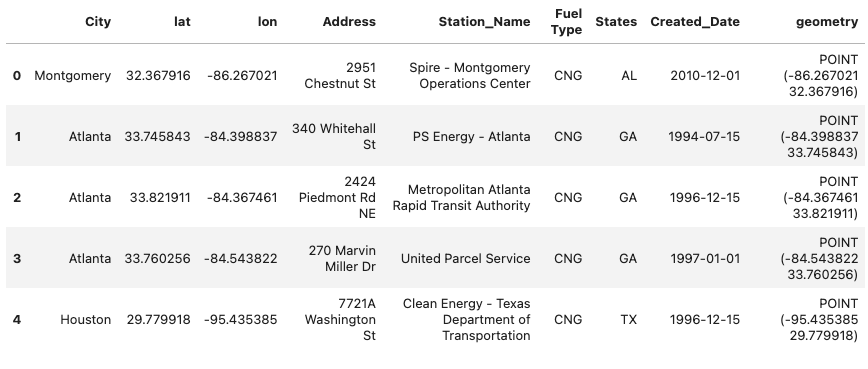 City lat lon Address Station_Name Fuel Type States Created_Date geometry
0 Montgomery 32.367916 -86.267021 2951 Chestnut St Spire - Montgomery Operations Center CNG AL 2010-12-01 POINT (-86.267021 32.367916)
1 Atlanta 33.745843 -84.398837 340 Whitehall St PS Energy - Atlanta CNG GA 1994-07-15 POINT (-84.398837 33.745843)
2 Atlanta 33.821911 -84.367461 2424 Piedmont Rd NE Metropolitan Atlanta Rapid Transit Authority CNG GA 1996-12-15 POINT (-84.367461 33.821911)
3 Atlanta 33.760256 -84.543822 270 Marvin Miller Dr United Parcel Service CNG GA 1997-01-01 POINT (-84.543822 33.760256)
4 Houston 29.779918 -95.435385 7721A Washington St Clean Energy - Texas Department of Transportation CNG TX 1996-12-15 POINT (-95.435385 29.779918)